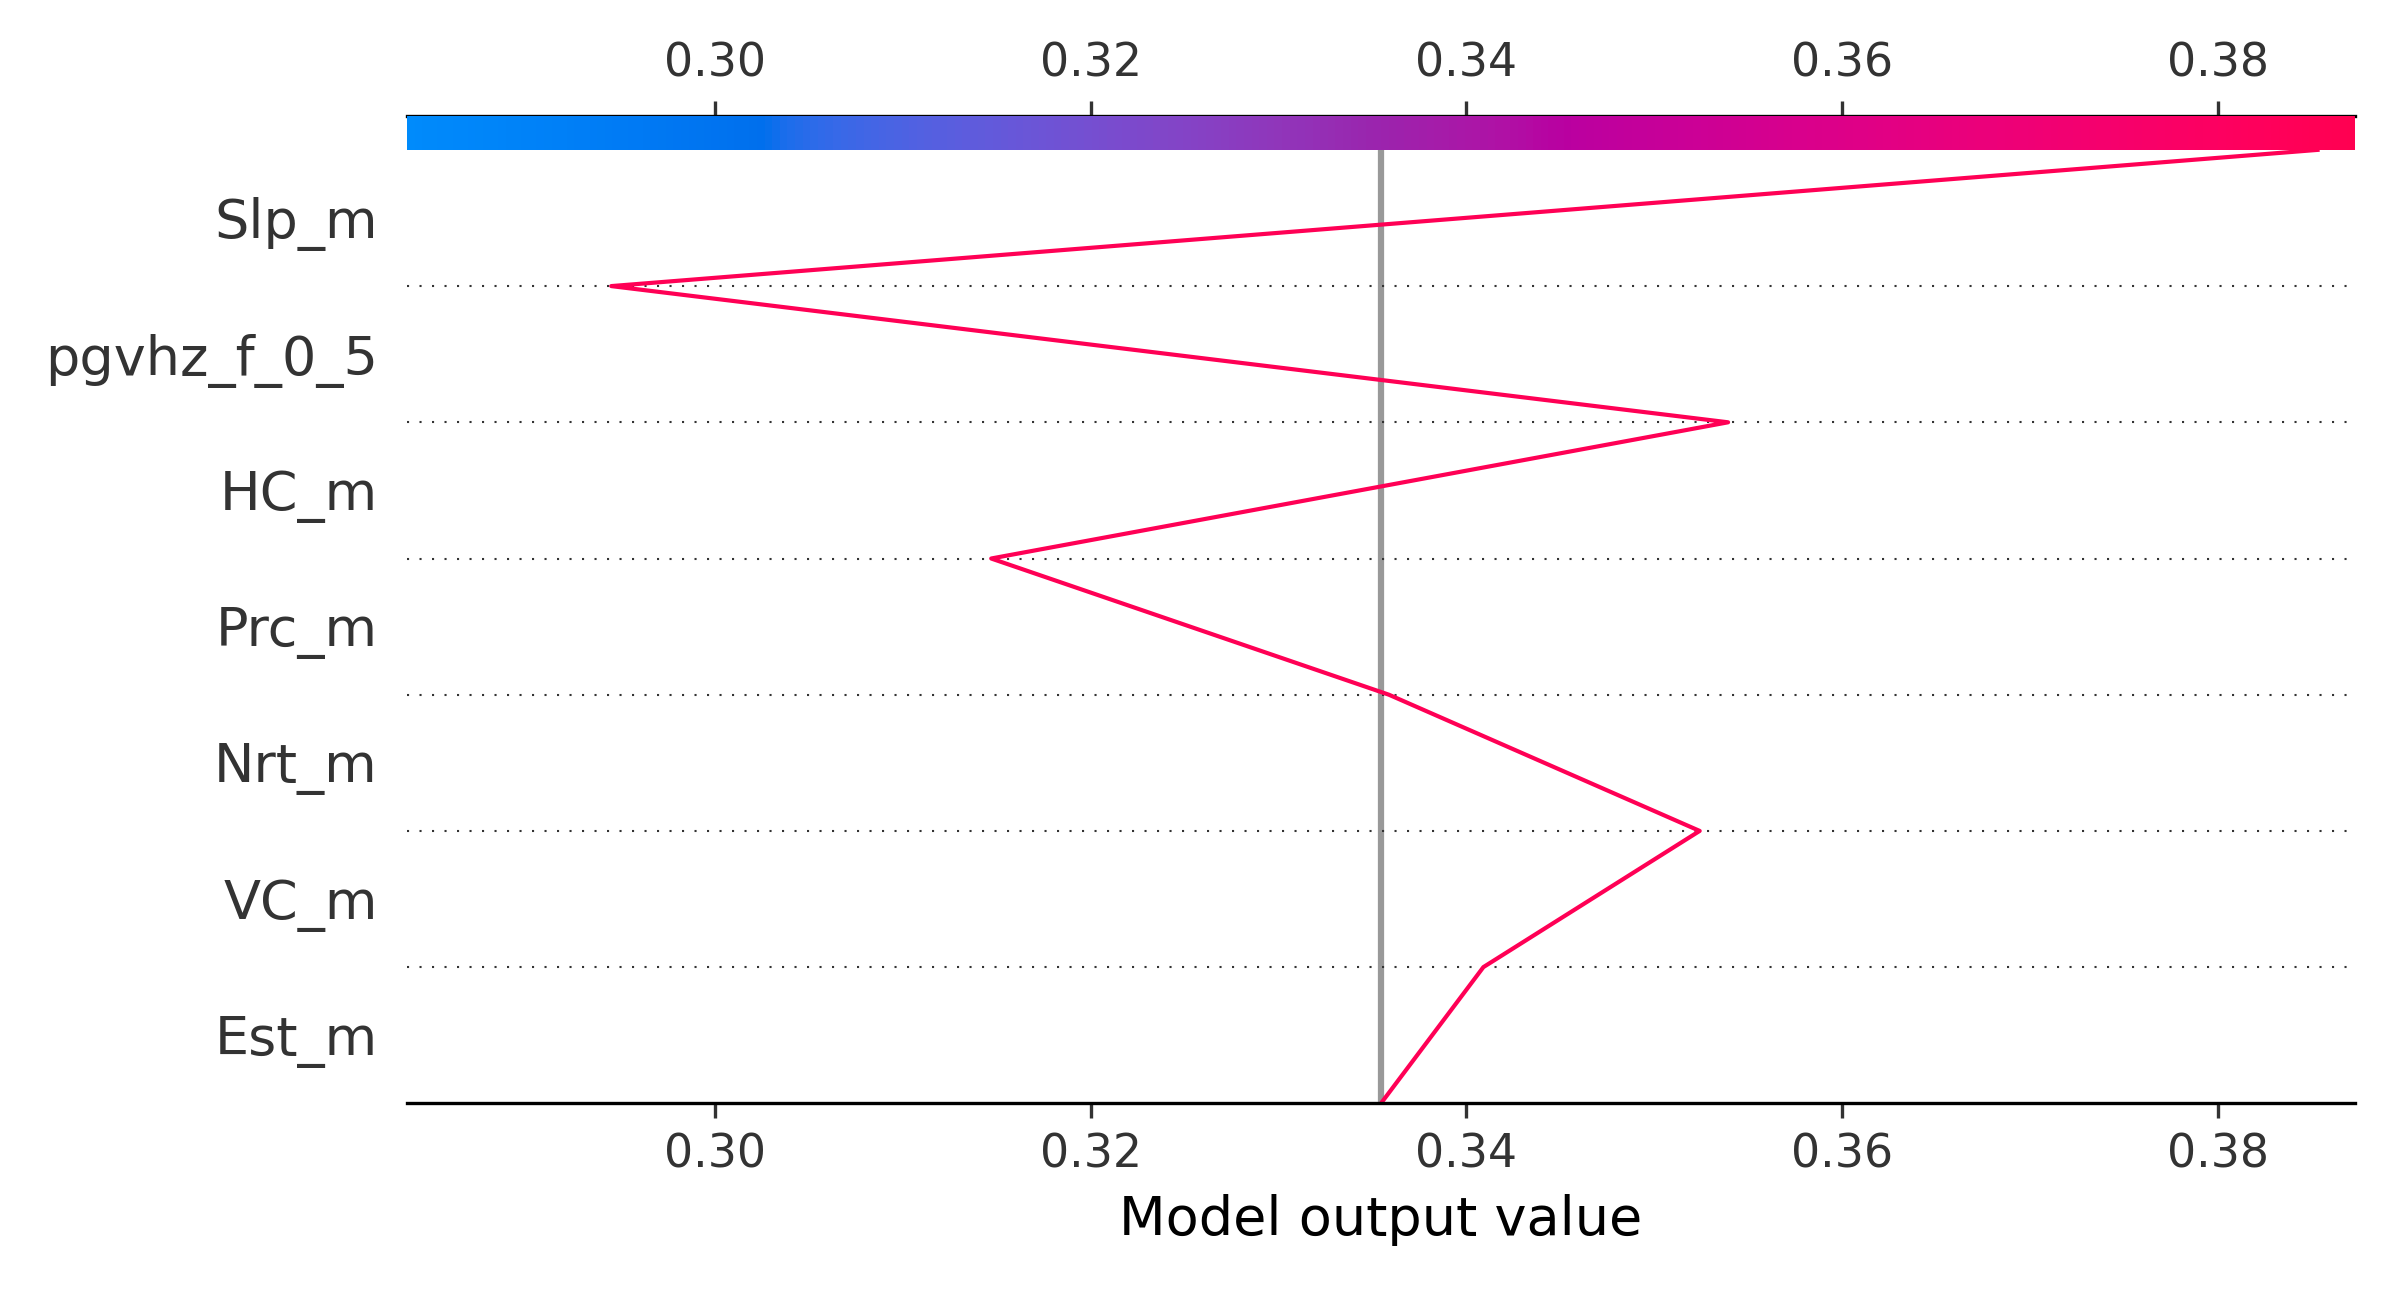 0.30 0.32 0.34 0.36 0.38
Slp_m
pgvhz_f_0_5
HC_m
Prc_m
Nrt_m
VC_m
Est_m
0.30 0.32 0.34 0.36 0.38
Model output value